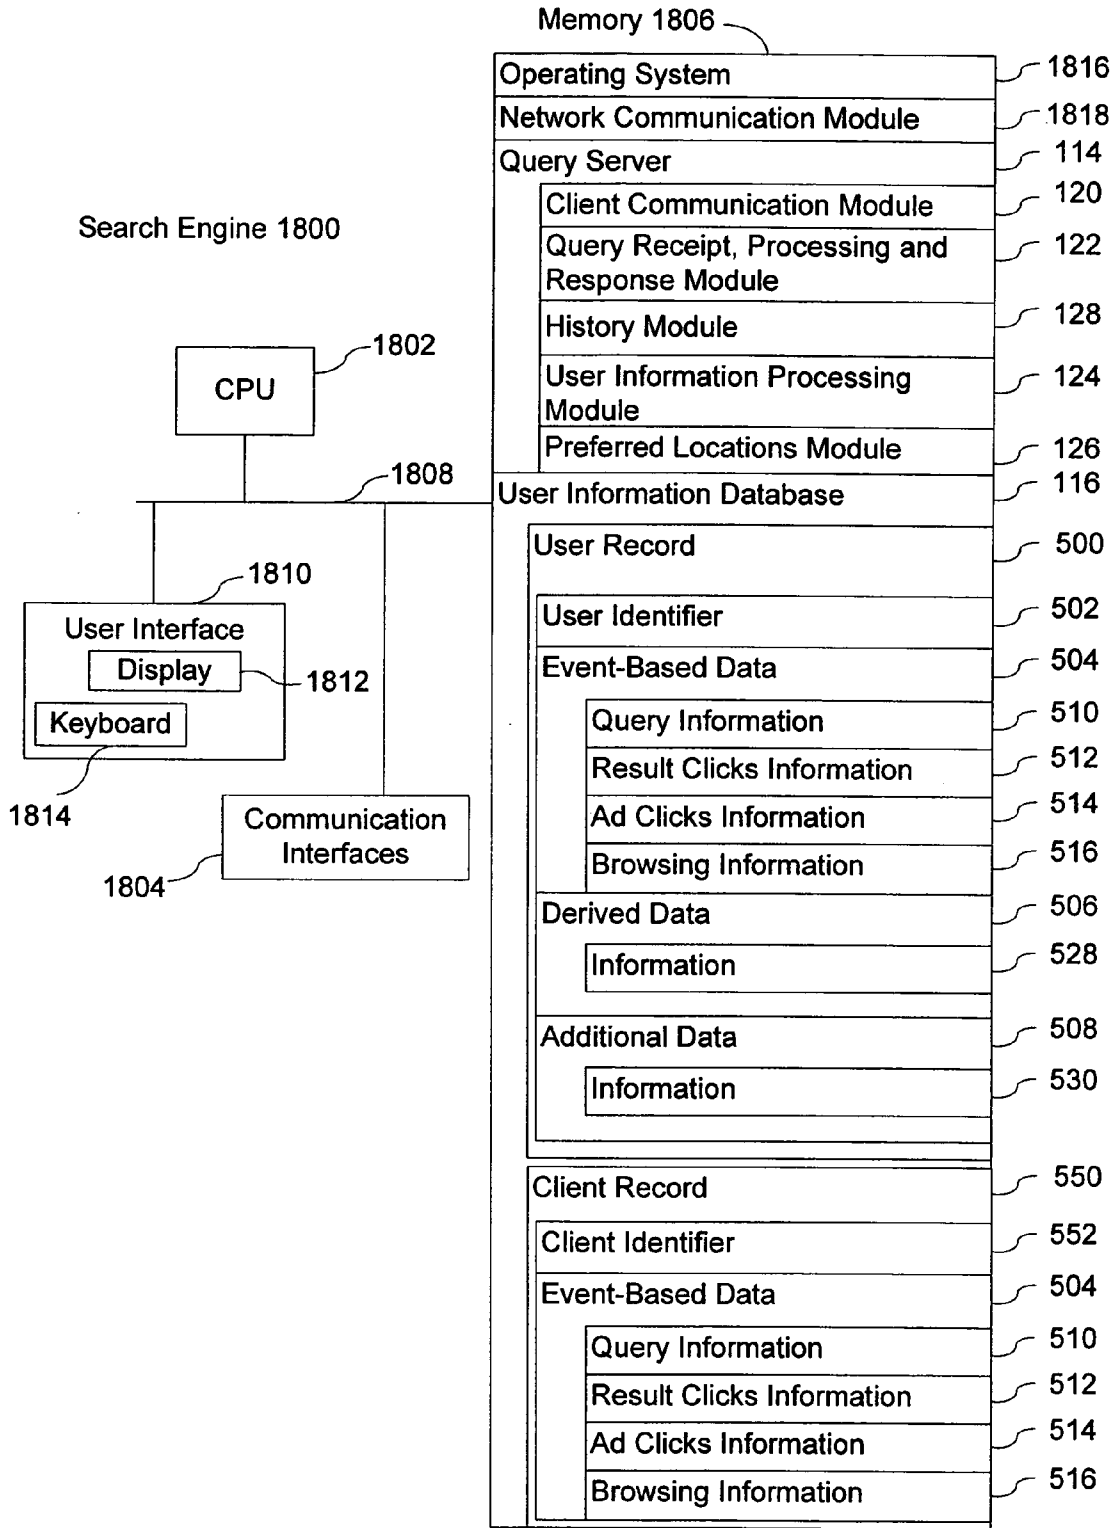 Memory 1806
Operating System 1816
Network Communication Module 1818
Query Server 114
Client Communication Module 120
Query Receipt, Processing and
Response Module 122
History Module 128
User Information Processing
Module 124
Preferred Locations Module 126
User Information Database 116
User Record 500
User Identifier 502
Event-Based Data 504
Query Information 510
Result Clicks Information 512
Ad Clicks Information 514
Browsing Information 516
Derived Data 506
Information 528
Additional Data 508
Information 530
Client Record 550
Client Identifier 552
Event-Based Data 504
Query Information 510
Result Clicks Information 512
Ad Clicks Information 514
Browsing Information 516
Search Engine 1800
1802
CPU
1808
1810
User Interface
Display
1812
Keyboard
1814
Communication
Interfaces
1804